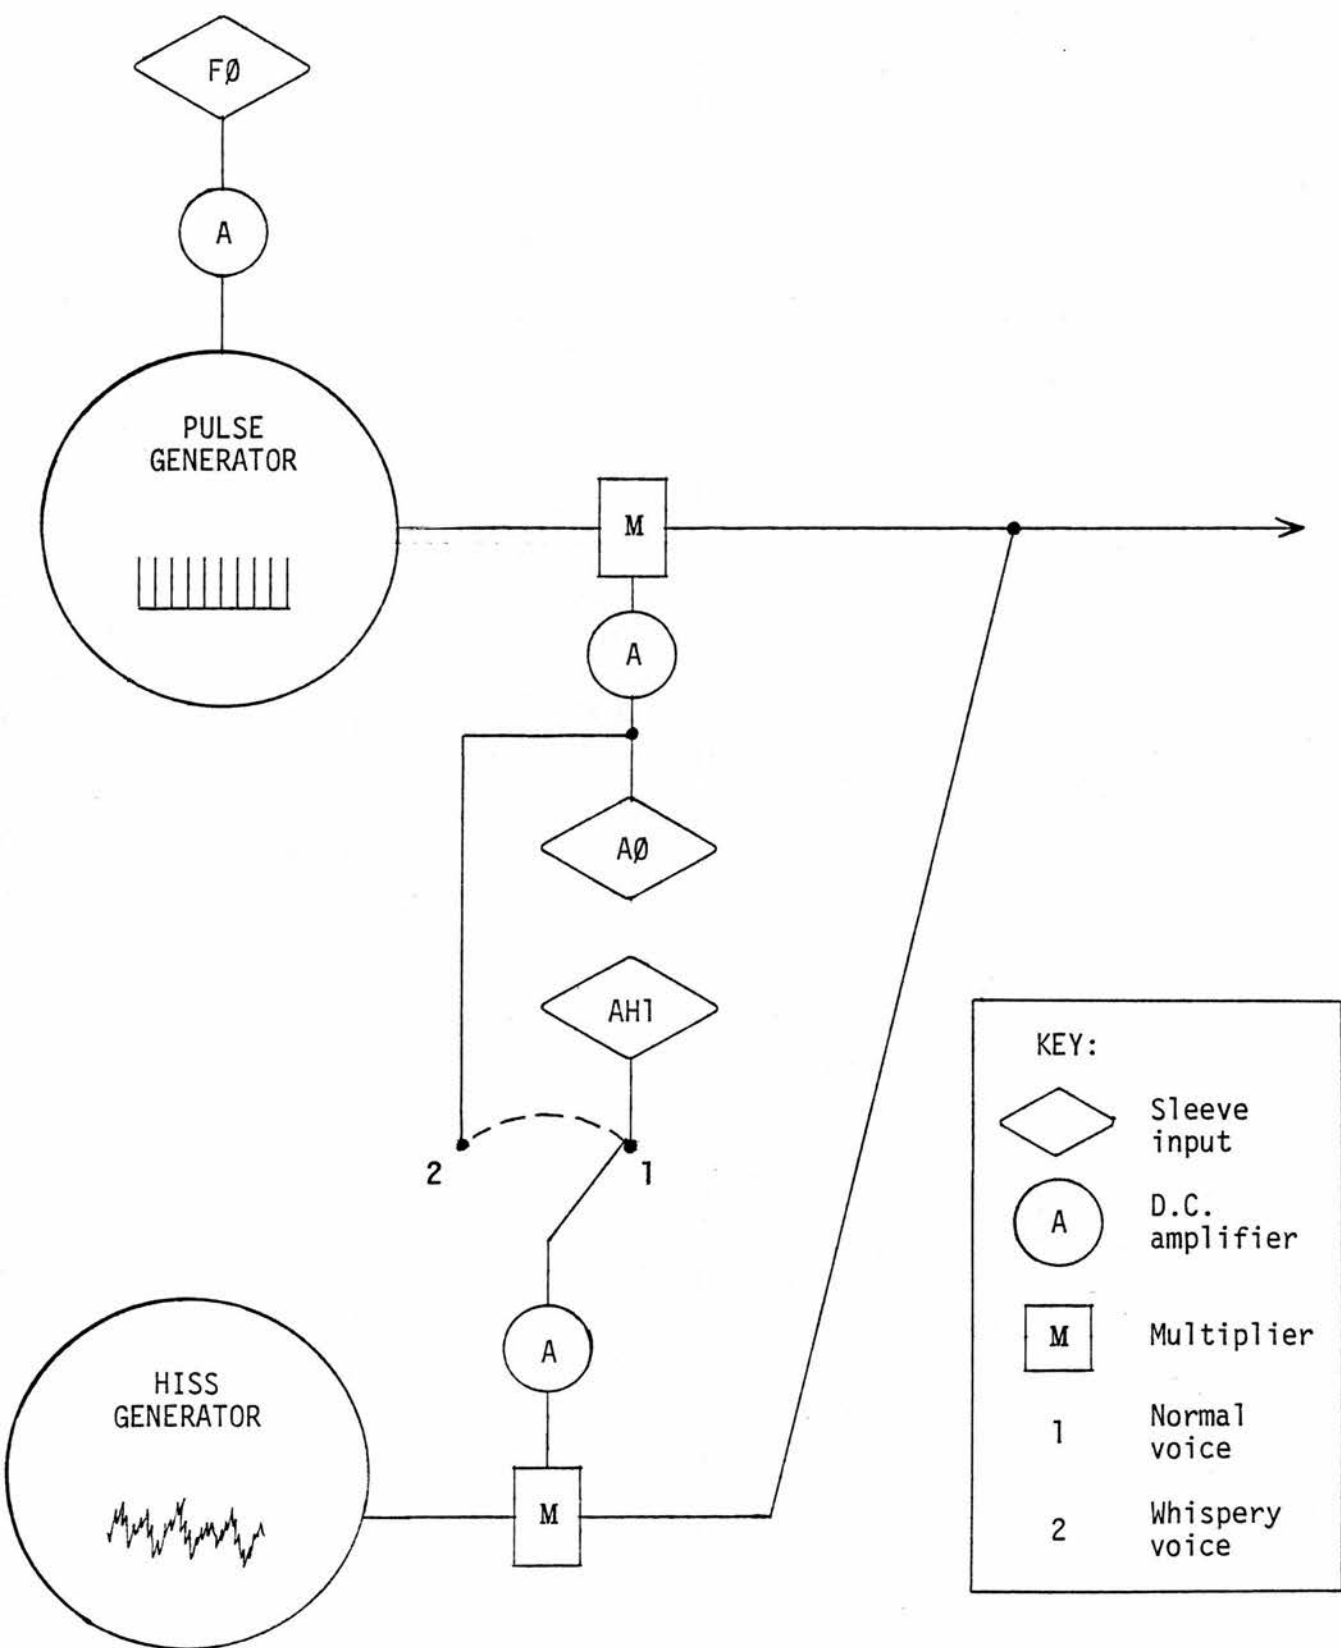 FØ
A
PULSE
GENERATOR
M
A
AØ
AH1
2
1
A
HISS
GENERATOR
M
KEY:
Sleeve
input
A
D.C.
amplifier
M
Multiplier
1
Normal
voice
2
Whispery
voice